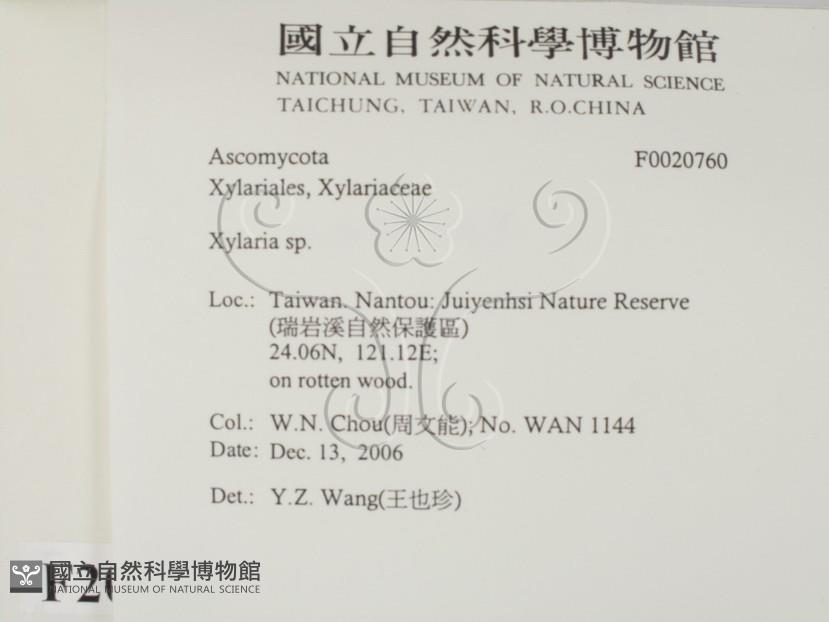 國立自然科學博物館
NATIONAL MUSEUM OF NATURAL SCIENCE
TAICHUNG, TAIWAN, R.O.CHINA
Ascomycota F0020760
Xylariales, Xylariaceae
Xylaria sp.
Loc.: Taiwan. Nantou: Juiyenhsi Nature Reserve
(瑞岩溪自然保護區)
24.06N, 121.12E;
on rotten wood.
Col.: W.N. Chou(周文能); No. WAN 1144
Date: Dec. 13, 2006
Det.: Y.Z. Wang(王也珍)
國立自然科學博物館
NATIONAL MUSEUM OF NATURAL SCIENCE